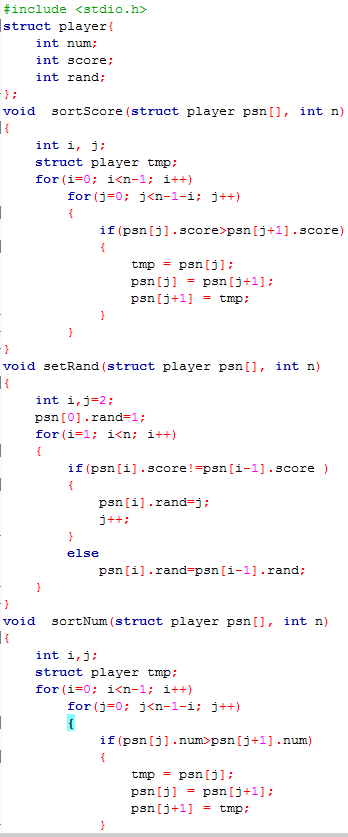 #include <stdio.h>
struct player{
    int num;
    int score;
    int rand;
};
void  sortScore(struct player psn[], int n)
{
    int i, j;
    struct player tmp;
    for(i=0; i<n-1; i++)
        for(j=0; j<n-1-i; j++)
        {
            if(psn[j].score>psn[j+1].score)
            {
                tmp = psn[j];
                psn[j] = psn[j+1];
                psn[j+1] = tmp;
            }
        }
}
void setRand(struct player psn[], int n)
{
    int i,j=2;
    psn[0].rand=1;
    for(i=1; i<n; i++)
    {
        if(psn[i].score!=psn[i-1].score )
        {
            psn[i].rand=j;
            j++;
        }
        else
            psn[i].rand=psn[i-1].rand;
    }
}
void  sortNum(struct player psn[], int n)
{
    int i,j;
    struct player tmp;
    for(i=0; i<n-1; i++)
        for(j=0; j<n-1-i; j++)
        {
            if(psn[j].num>psn[j+1].num)
            {
                tmp = psn[j];
                psn[j] = psn[j+1];
                psn[j+1] = tmp;
            }